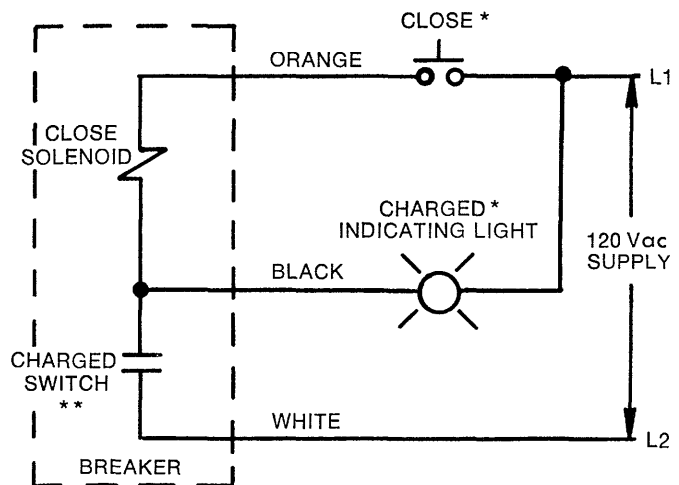 CLOSE *
ORANGE
L1
CLOSE
SOLENOID
CHARGED *
INDICATING LIGHT
120 Vac
SUPPLY
BLACK
CHARGED
SWITCH
* *
WHITE
L2
BREAKER